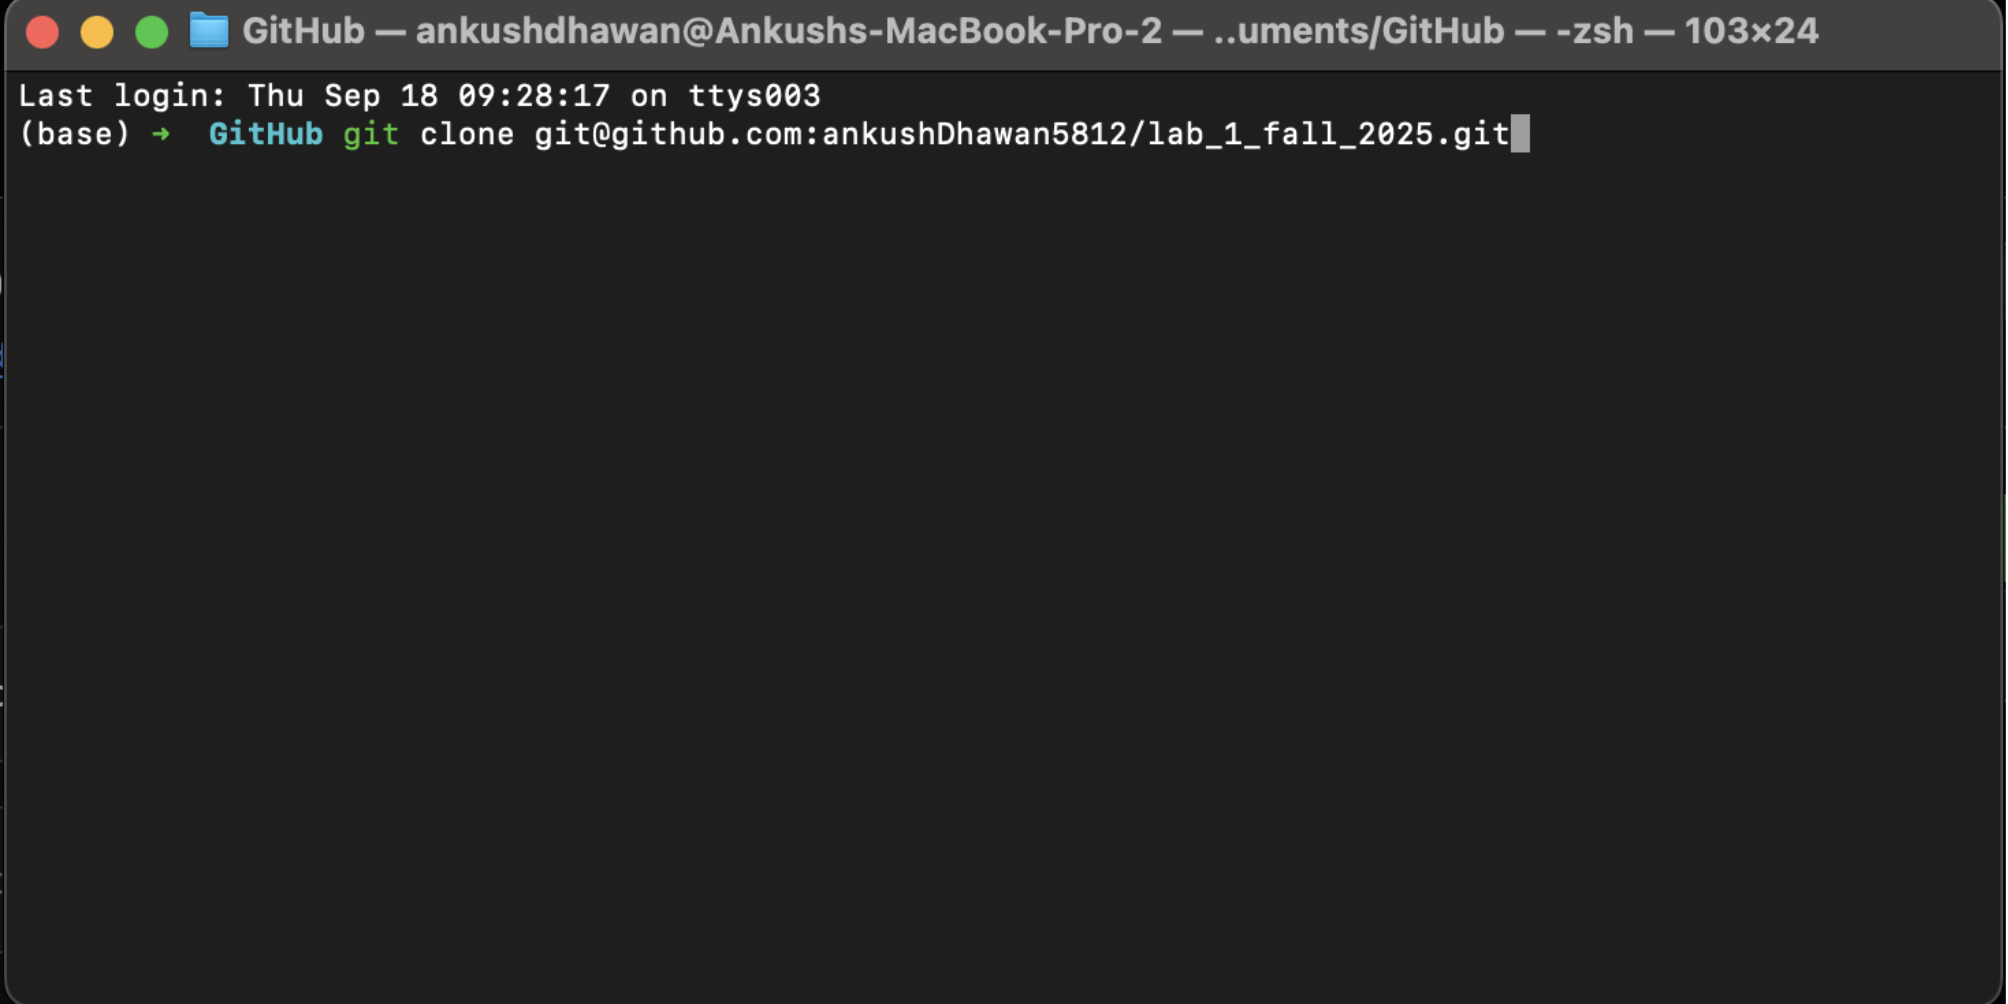 GitHub — ankushdhawan@Ankushs-MacBook-Pro-2 — ..uments/GitHub — -zsh — 103×24
Last login: Thu Sep 18 09:28:17 on ttys003
(base) ➜  GitHub git clone git@github.com:ankushDhawan5812/lab_1_fall_2025.git